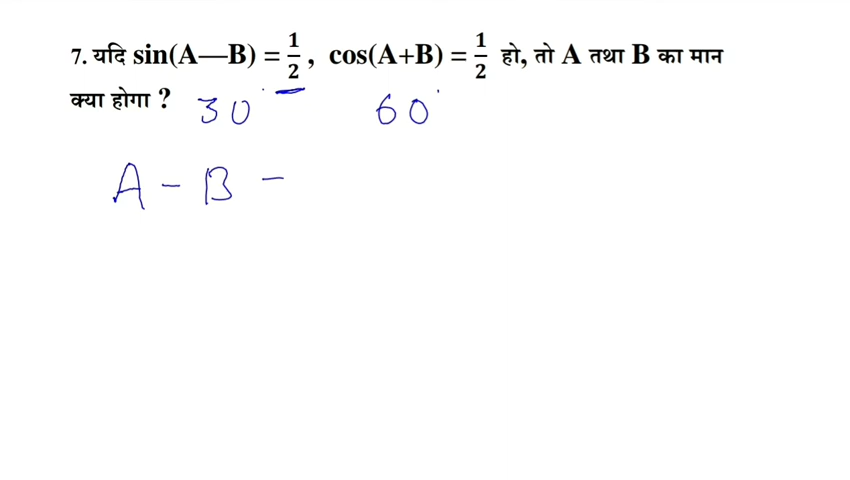 7. यदि sin(A—B) = 1/2, cos(A+B) = 1/2 हो, तो A तथा B का मान
क्या होगा ? 30° 60°
A - B =